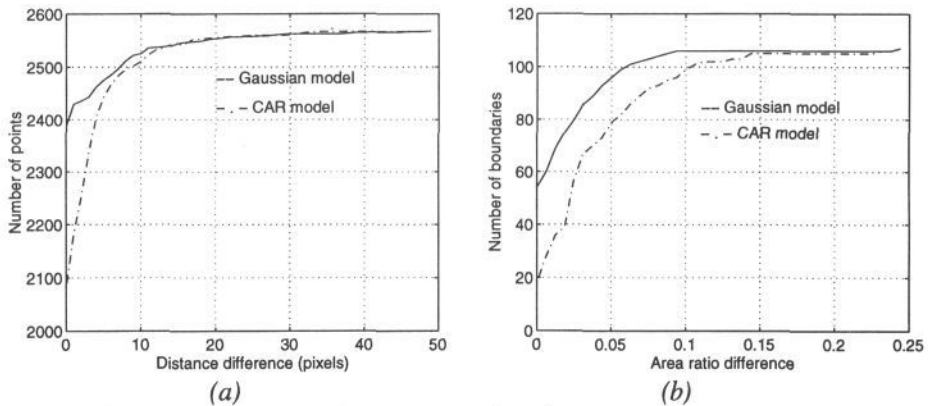 2600
2500
2400
2300
2200
2100
2000
Number of points
Gaussian model
CAR model
0
10
20
30
40
50
Distance difference (pixels)
(a)
120
100
80
60
40
20
0
Number of boundaries
Gaussian model
CAR model
0
0.05
0.1
0.15
0.2
0.25
Area ratio difference
(b)